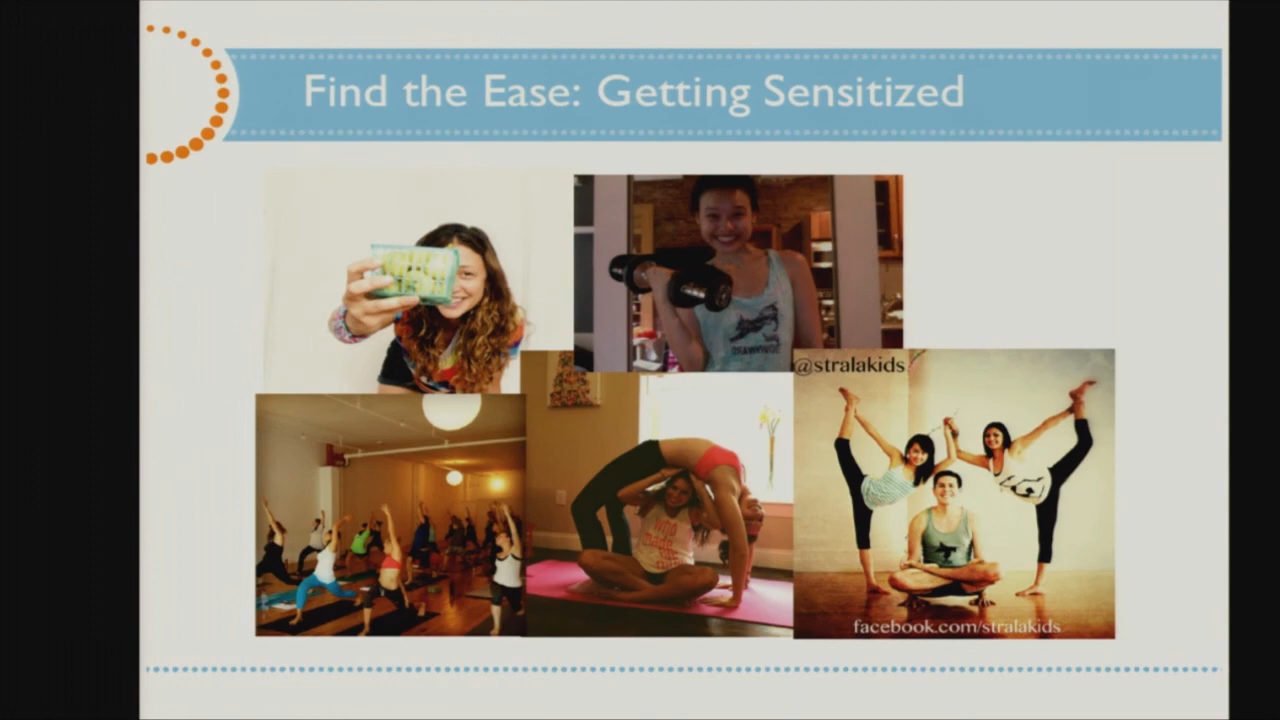 Find the Ease: Getting Sensitized
@stralakids
facebook.com/stralakids